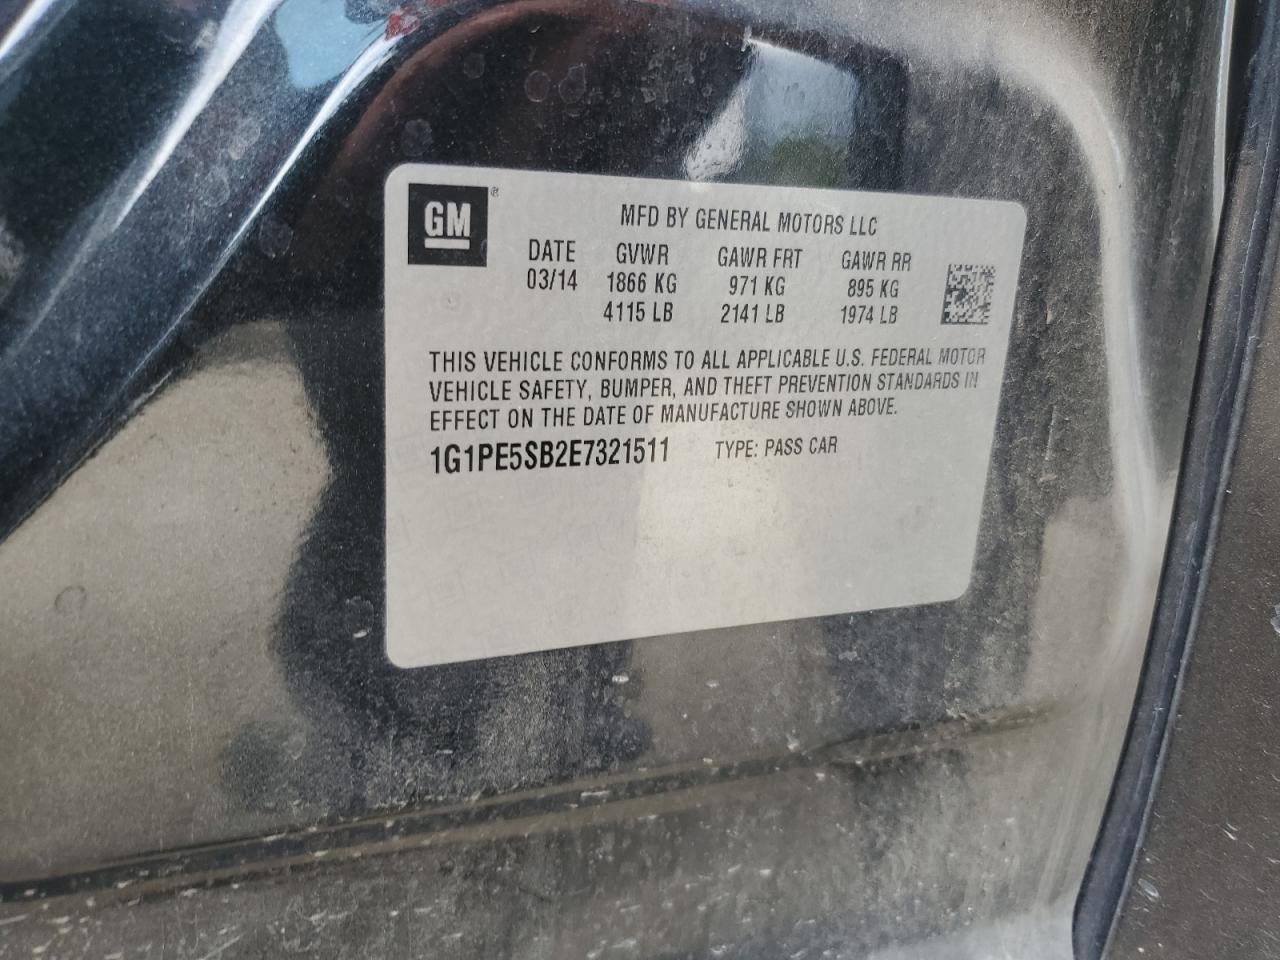 GM ®
MFD BY GENERAL MOTORS LLC
DATE GVWR GAWR FRT GAWR RR
03/14 1866 KG 971 KG 895 KG
4115 LB 2141 LB 1974 LB
THIS VEHICLE CONFORMS TO ALL APPLICABLE U.S. FEDERAL MOTOR
VEHICLE SAFETY, BUMPER, AND THEFT PREVENTION STANDARDS IN
EFFECT ON THE DATE OF MANUFACTURE SHOWN ABOVE.
1G1PE5SB2E7321511 TYPE: PASS CAR